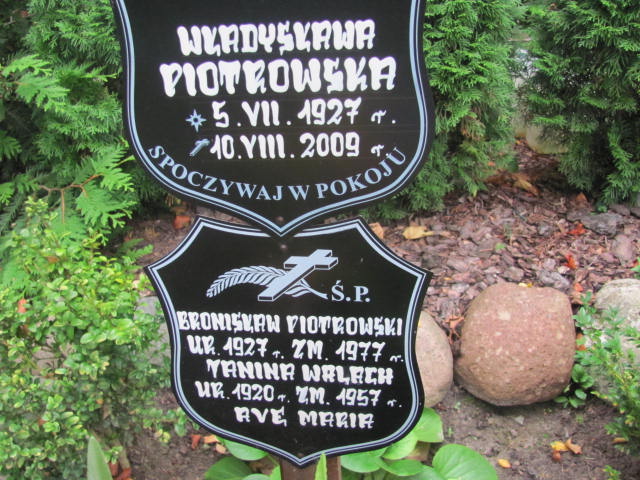 WŁADYSŁAWA
PIOTROWSKA
5.VII.1927 r.
10.VIII.2009 r.
SPOCZYWAJ W POKOJU
Ś.P.
BRONISŁAW PIOTROWSKI
UR. 1927 r. ZM. 1977 r.
JANINA WALACH
UR. 1920 r. ZM. 1957 r.
AVE MARIA